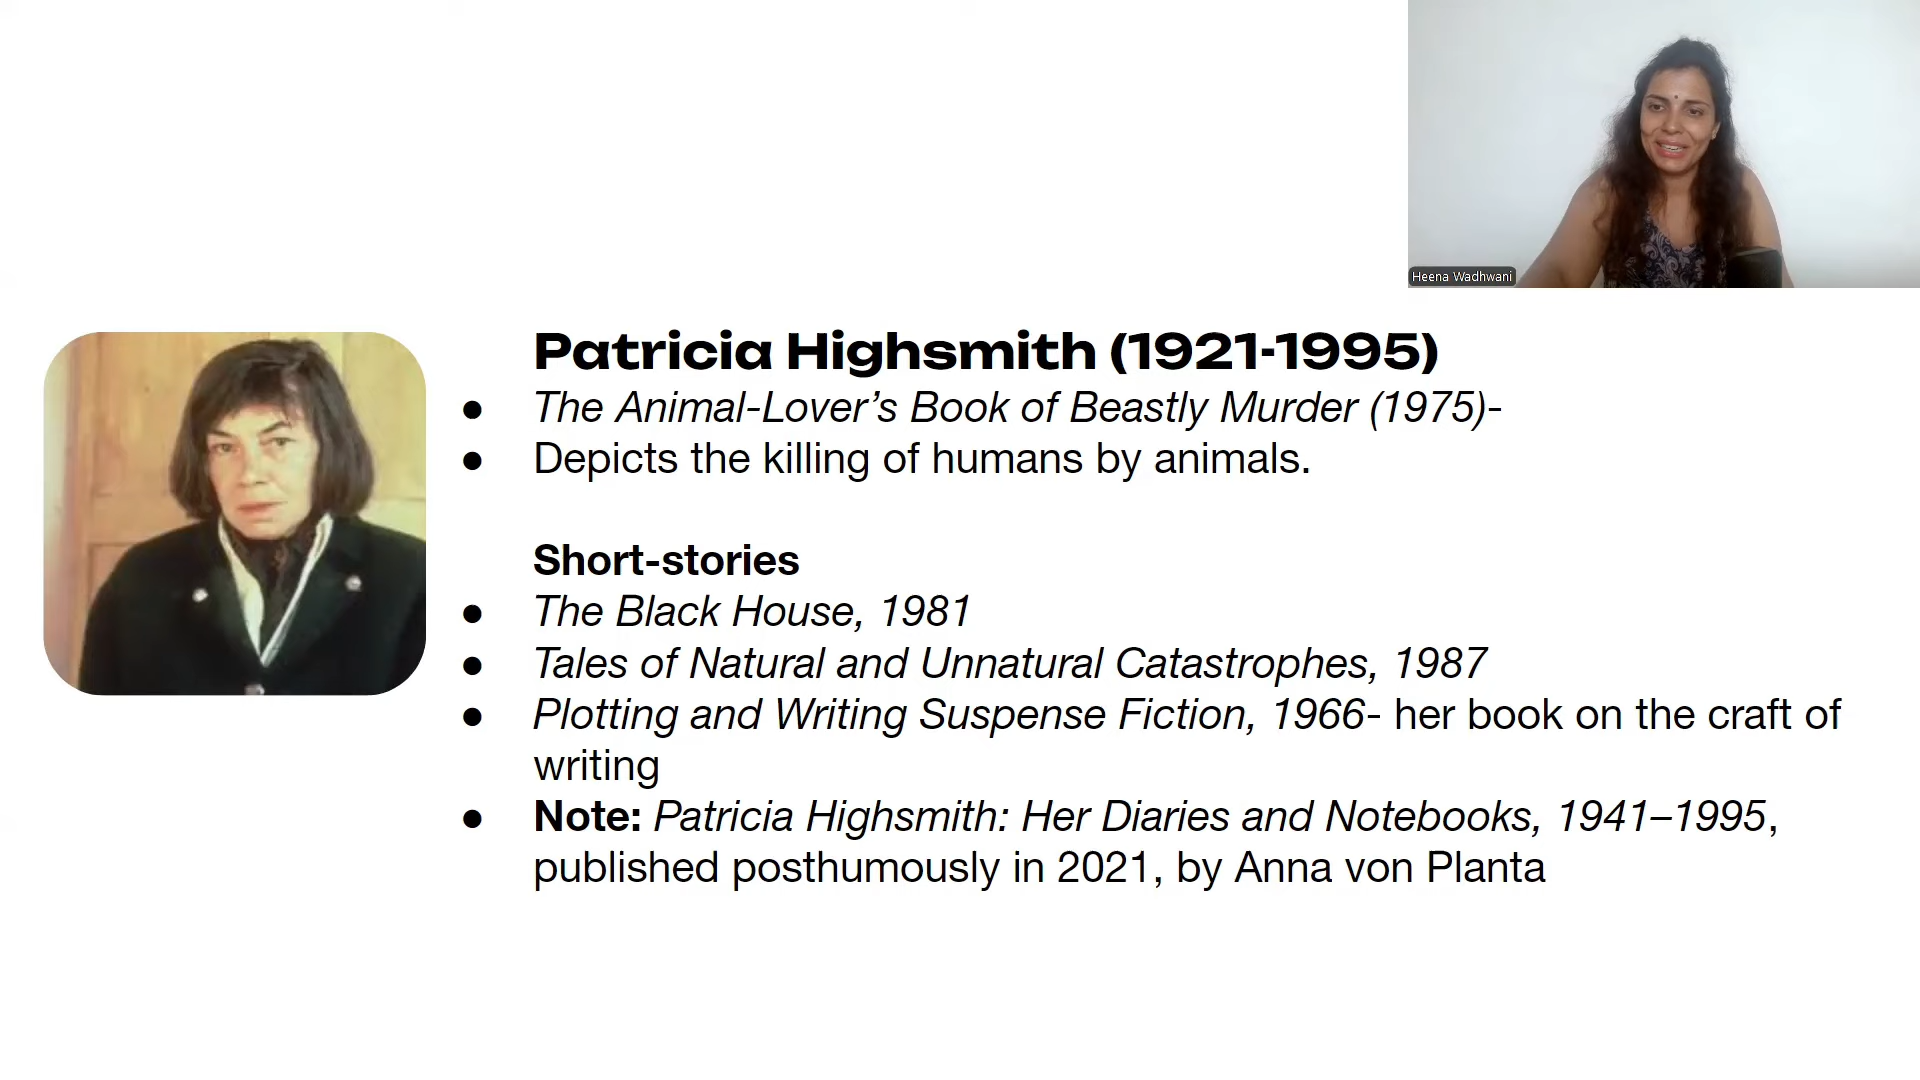 Heena Wadhwani
Patricia Highsmith (1921-1995)
● The Animal-Lover’s Book of Beastly Murder (1975)-
● Depicts the killing of humans by animals.
Short-stories
● The Black House, 1981
● Tales of Natural and Unnatural Catastrophes, 1987
● Plotting and Writing Suspense Fiction, 1966- her book on the craft of
writing
● Note: Patricia Highsmith: Her Diaries and Notebooks, 1941–1995,
published posthumously in 2021, by Anna von Planta